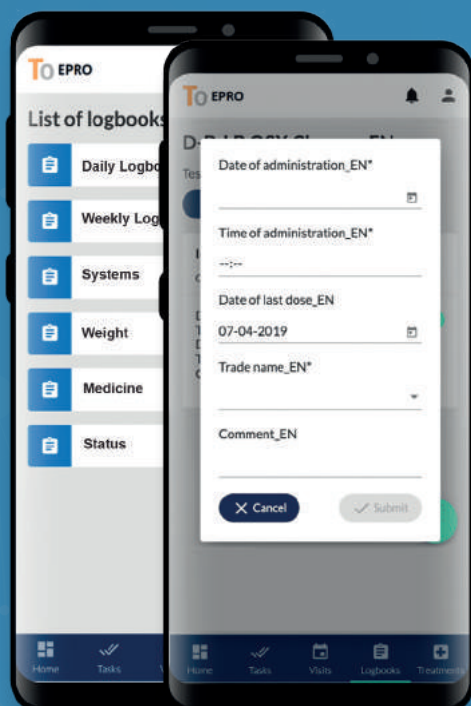 TO EPRO
List of logbooks
Daily Logbo
Weekly Log
Systems
Weight
Medicine
Status
Home
Tasks
TO EPRO
Tes
Date of administration_EN*
Time of administration_EN*
--:--
Date of last dose_EN
07-04-2019
Trade name_EN*
Comment_EN
Cancel
Submit
Home
Tasks
Visits
Logbooks
Treatments